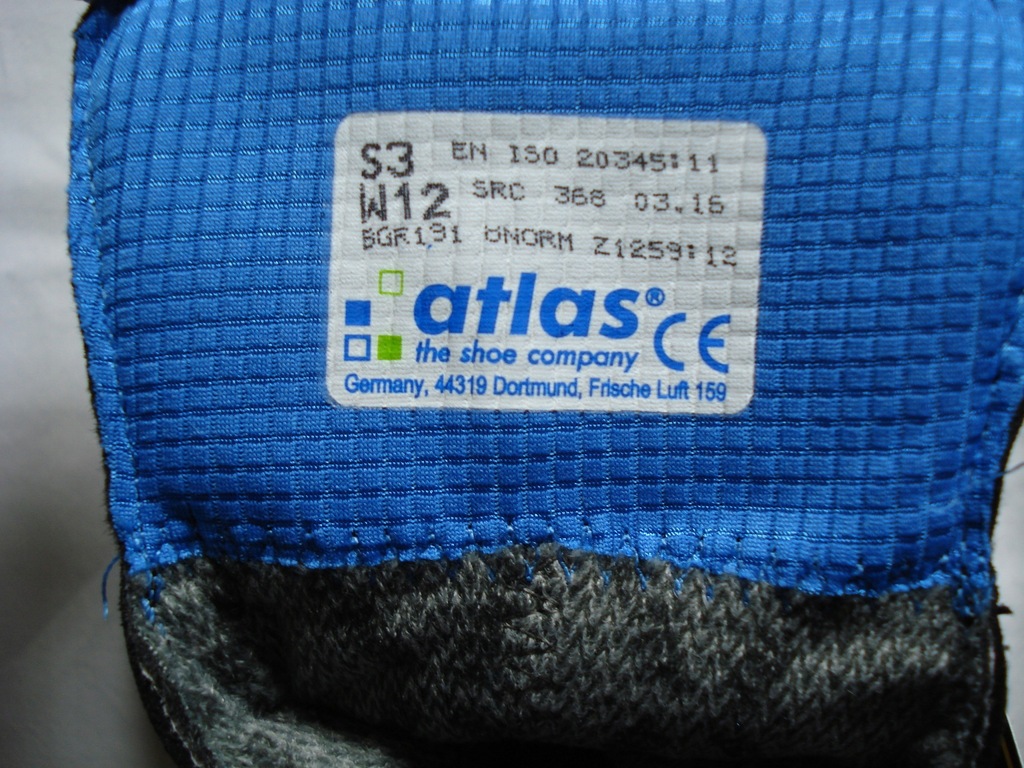 S3 EN ISO 20345:11
W12 SRC 368 03.16
BGR191 ÖNORM Z1259:12
atlas®
the shoe company CE
Germany, 44319 Dortmund, Frische Luft 159